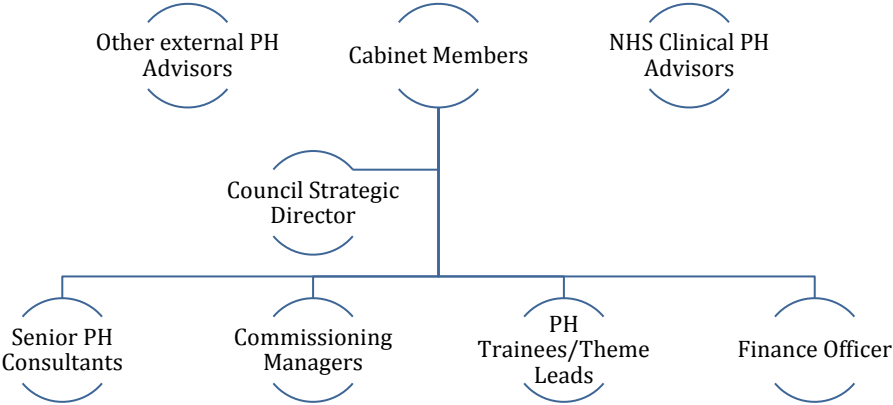 Other external PH
Advisors
Cabinet Members
NHS Clinical PH
Advisors
Council Strategic
Director
Senior PH
Consultants
Commissioning
Managers
PH
Trainees/Theme
Leads
Finance Officer